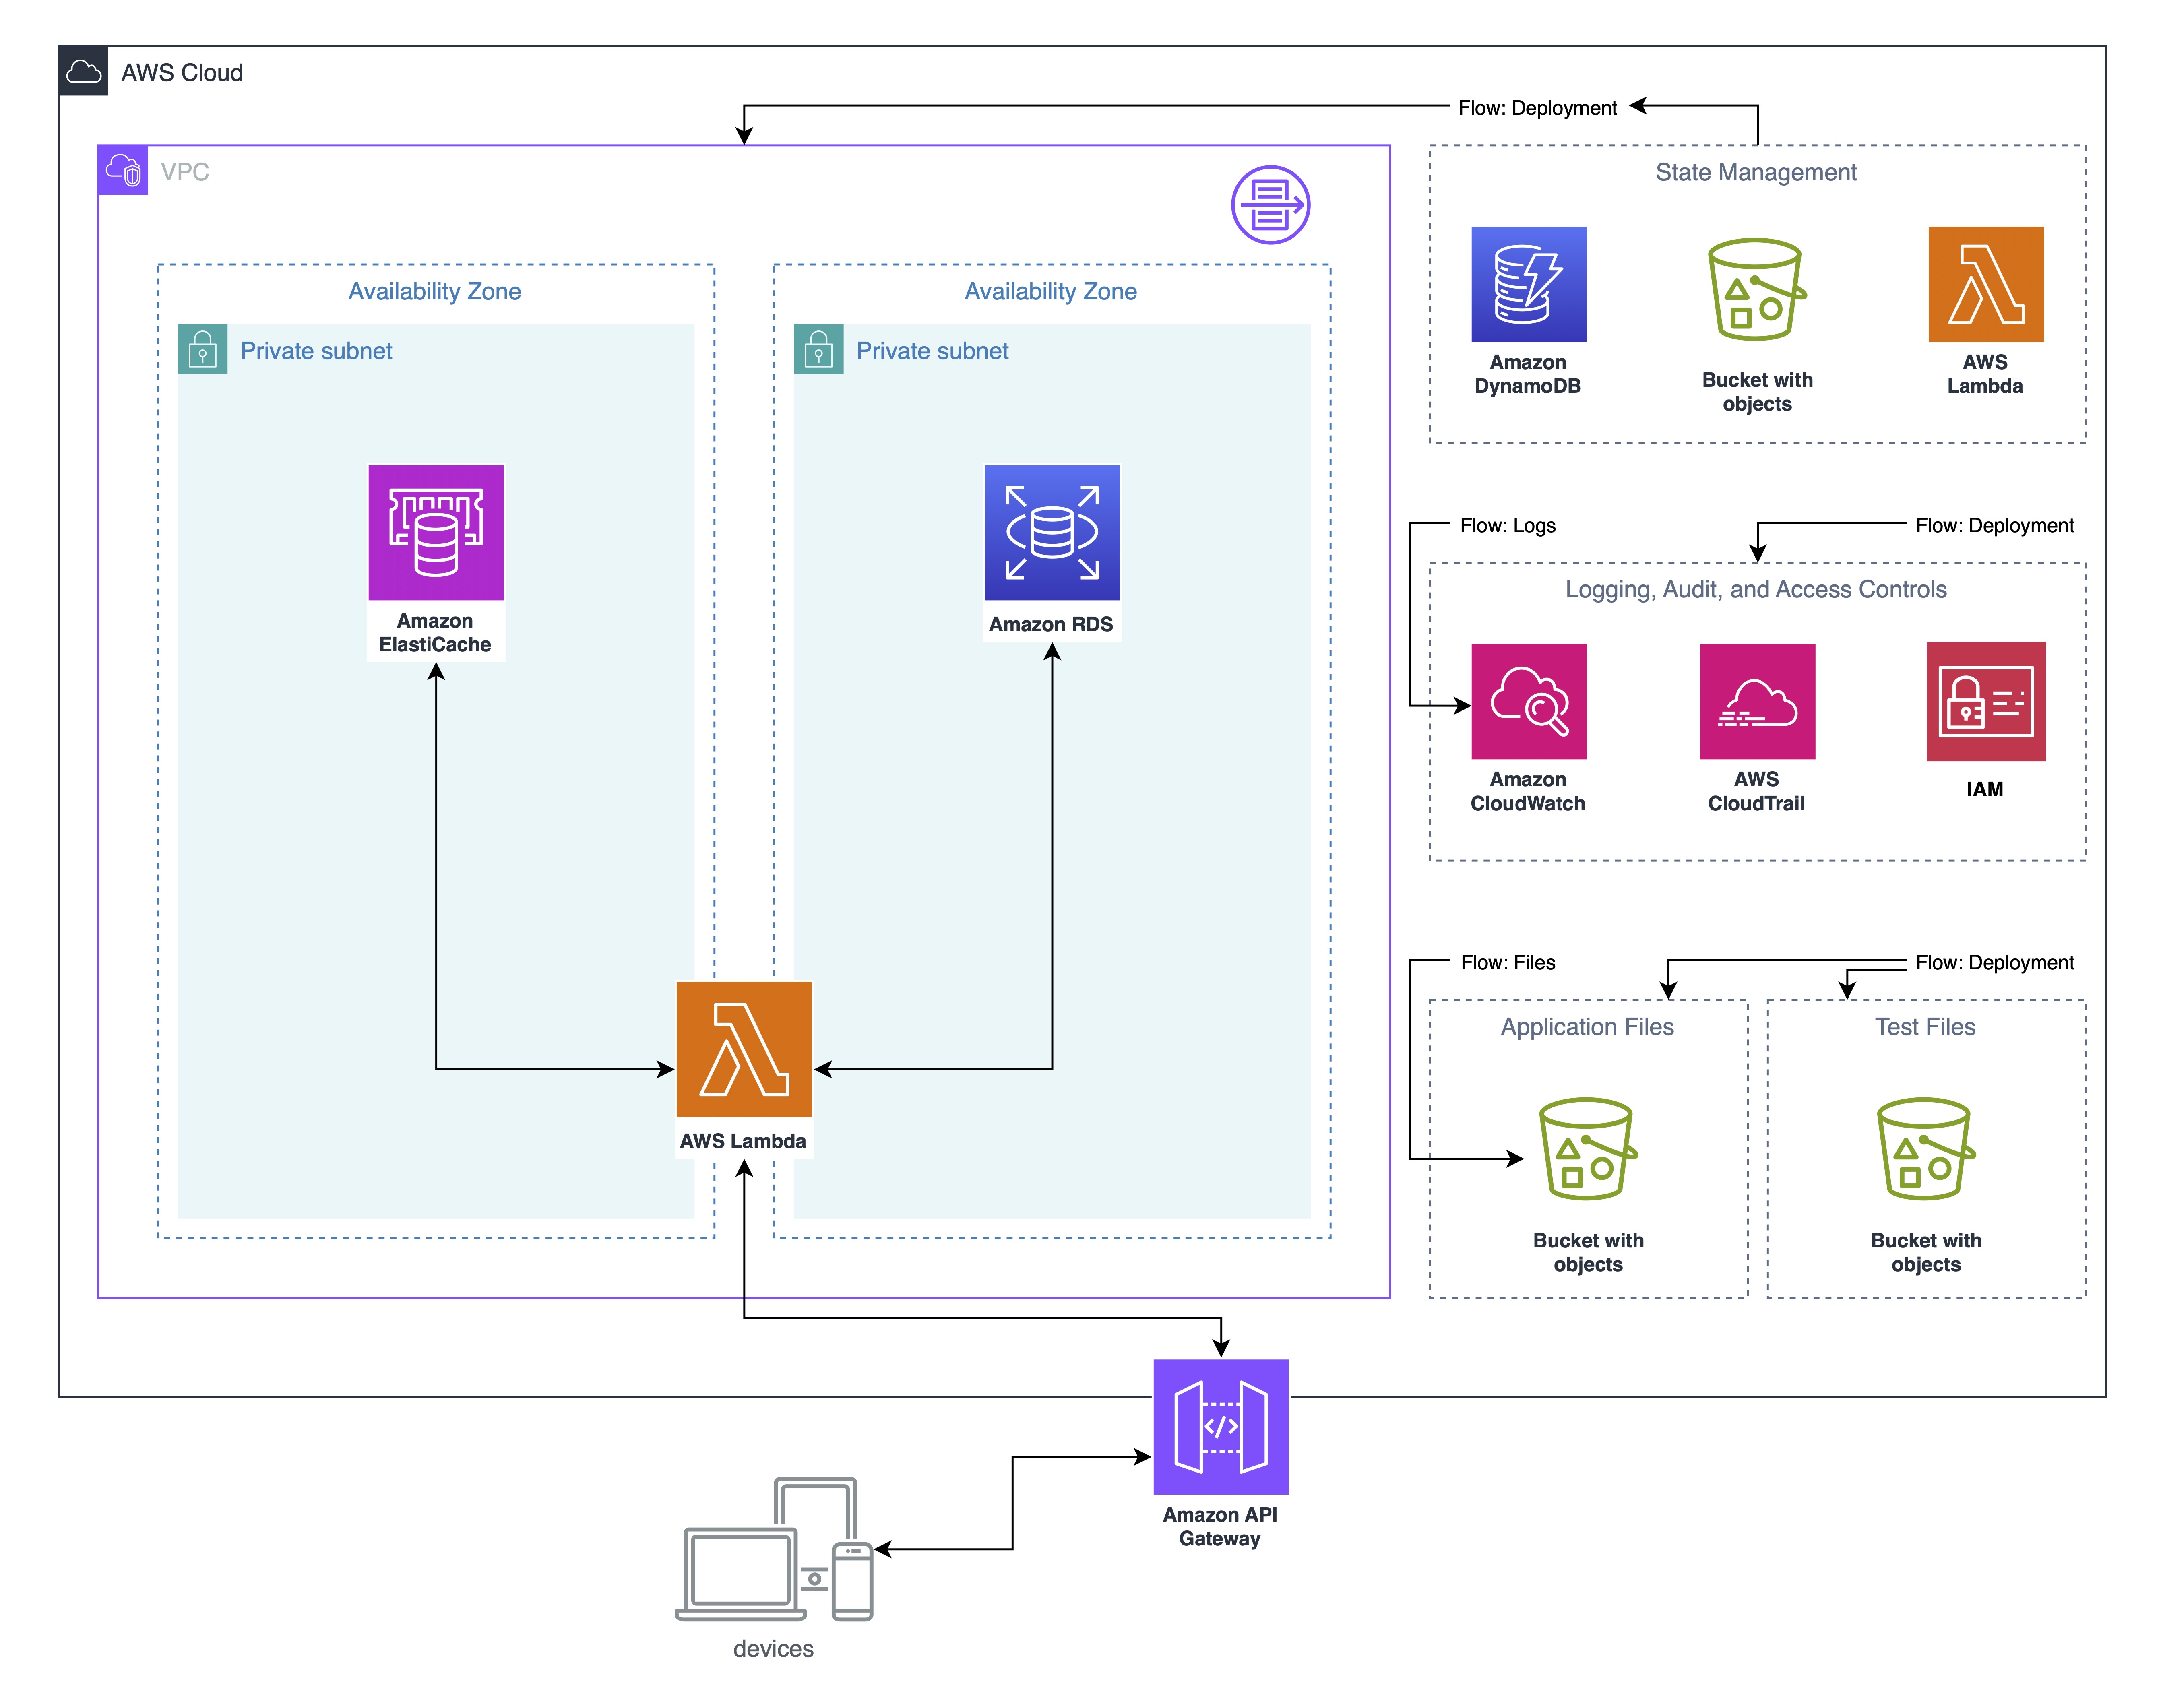 AWS Cloud
Flow: Deployment
VPC
State Management
Availability Zone
Private subnet
Amazon
ElastiCache
Availability Zone
Private subnet
Amazon RDS
AWS Lambda
Amazon
DynamoDB
Bucket with
objects
AWS
Lambda
Flow: Logs
Flow: Deployment
Logging, Audit, and Access Controls
Amazon
CloudWatch
AWS
CloudTrail
IAM
Flow: Files
Flow: Deployment
Application Files
Bucket with
objects
Test Files
Bucket with
objects
</>
Amazon API
Gateway
devices